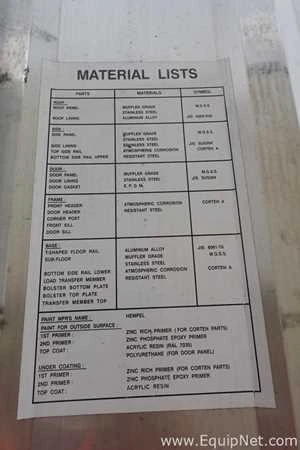 MATERIAL LISTS
PARTS MATERIALS SYMBOL
ROOF :
ROOF PANEL MUFFLER GRADE M.G.S.S.
STAINLESS STEEL
ROOF LINING ALUMINUM ALLOY JIS
SIDE :
SIDE PANEL MUFFLER GRADE M.G.S.S.
STAINLESS STEEL
SIDE LINING STAINLESS STEEL JIS SUS304
TOP SIDE RAIL ATMOSPHERIC CORROSION CORTEN A
BOTTOM SIDE RAIL UPPER RESISTANT STEEL
DOOR :
DOOR PANEL MUFFLER GRADE M.G.S.S.
DOOR LINING STAINLESS STEEL JIS SUS304
DOOR GASKET E. P. D. M.
FRAME :
FRONT HEADER ATMOSPHERIC CORROSION CORTEN A
DOOR HEADER RESISTANT STEEL
CORNER POST
FRONT SILL
DOOR SILL
BASE :
T-SHAPED FLOOR RAIL ALUMINUM ALLOY JIS 6061-T6
SUB-FLOOR MUFFLER GRADE M.G.S.S.
STAINLESS STEEL
BOTTOM SIDE RAIL LOWER ATMOSPHERIC CORROSION CORTEN A
LOAD TRANSFER MEMBER RESISTANT STEEL
BOLSTER BOTTOM PLATE
BOLSTER TOP PLATE
TRANSFER MEMBER TOP
PAINT MFR'S NAME : HEMPEL
PAINT FOR OUTSIDE SURFACE :
1ST PRIMER : ZINC RICH PRIMER (FOR CORTEN PARTS)
2ND PRIMER : ZINC PHOSPHATE EPOXY PRIMER
TOP COAT : ACRYLIC RESIN (RAL 7035)
POLYURETHANE (FOR DOOR PANEL)
UNDER COATING :
1ST PRIMER : ZINC RICH PRIMER (FOR CORTEN PARTS)
2ND PRIMER : ZINC PHOSPHATE EPOXY PRIMER
TOP COAT : ACRYLIC RESIN
www.EquipNet.com